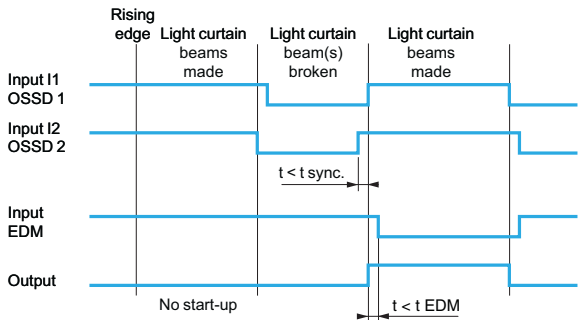 Rising
edge
Light curtain
beams
made
Light curtain
beam(s)
broken
Light curtain
beams
made
Input I1
OSSD 1
Input I2
OSSD 2
t < t sync.
Input
EDM
Output
No start-up
t < t EDM